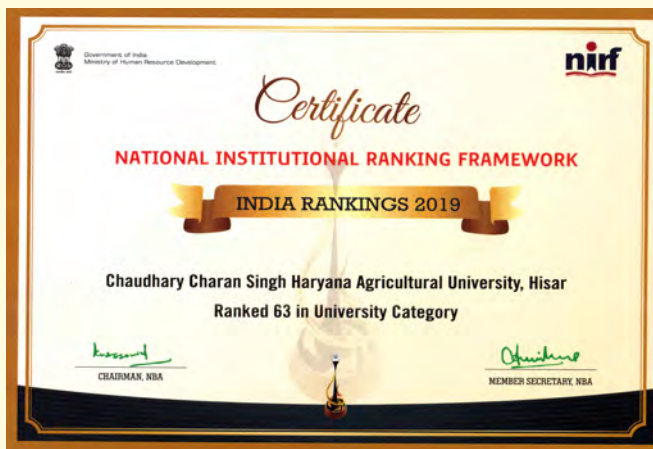 Government of India
Ministry of Human Resource Development
nirf
Certificate
NATIONAL INSTITUTIONAL RANKING FRAMEWORK
INDIA RANKINGS 2019
Chaudhary Charan Singh Haryana Agricultural University, Hisar
Ranked 63 in University Category
CHAIRMAN, NBA
MEMBER SECRETARY, NBA